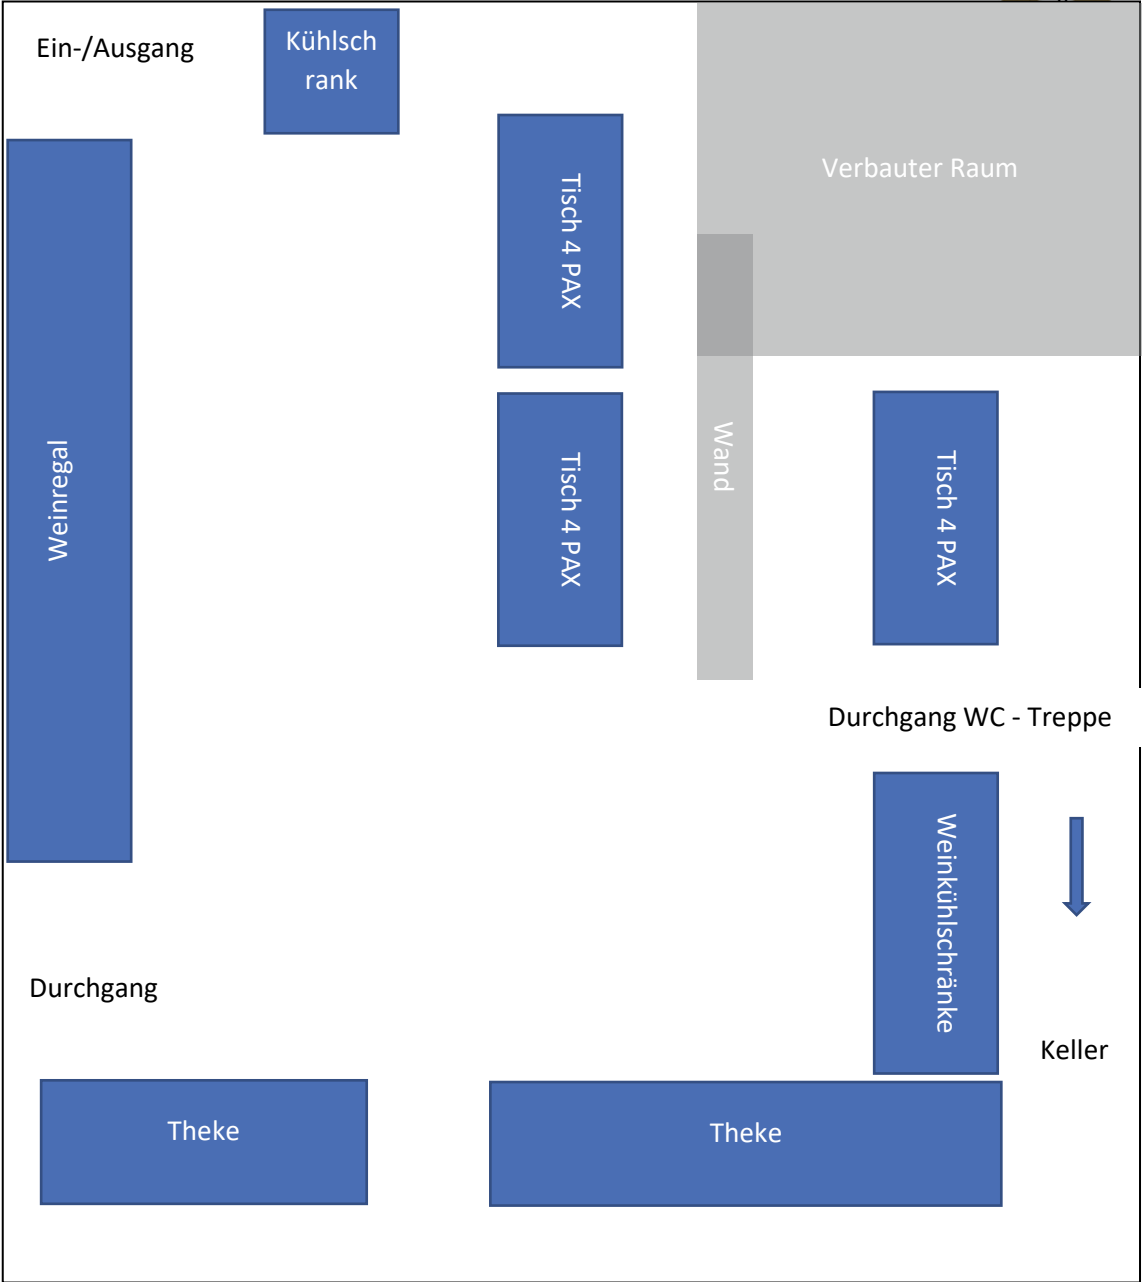 Ein-/Ausgang
Kühlsch
rank
Verbauter Raum
Tisch 4 PAX
Weinregal
Tisch 4 PAX
Wand
Tisch 4 PAX
Durchgang WC - Treppe
Weinkühlschränke
Durchgang
Keller
Theke
Theke